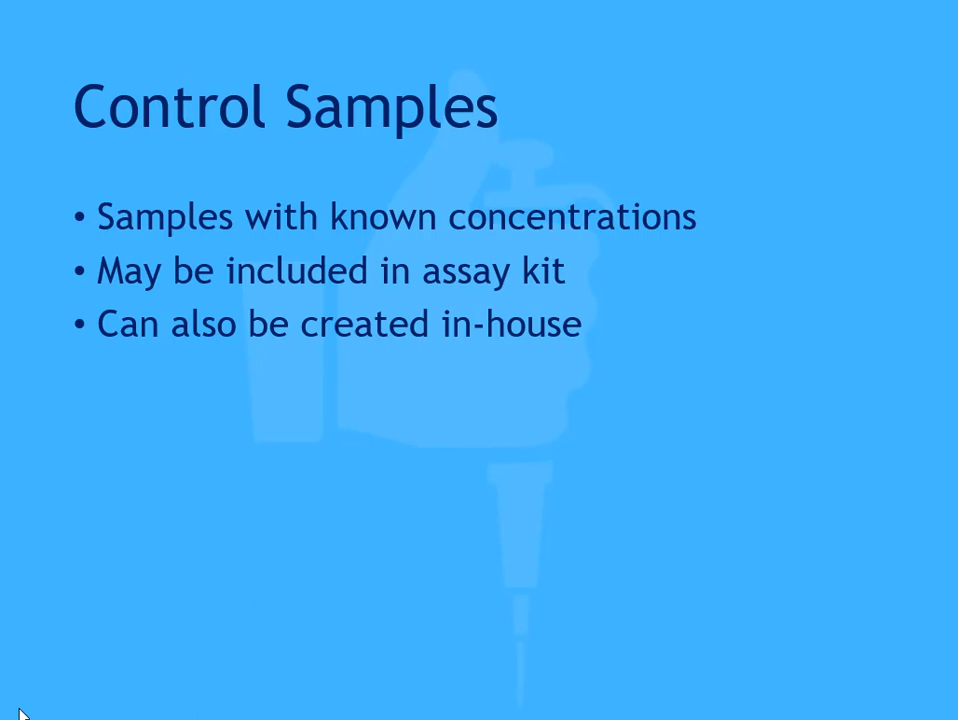 Control Samples
• Samples with known concentrations
• May be included in assay kit
• Can also be created in-house